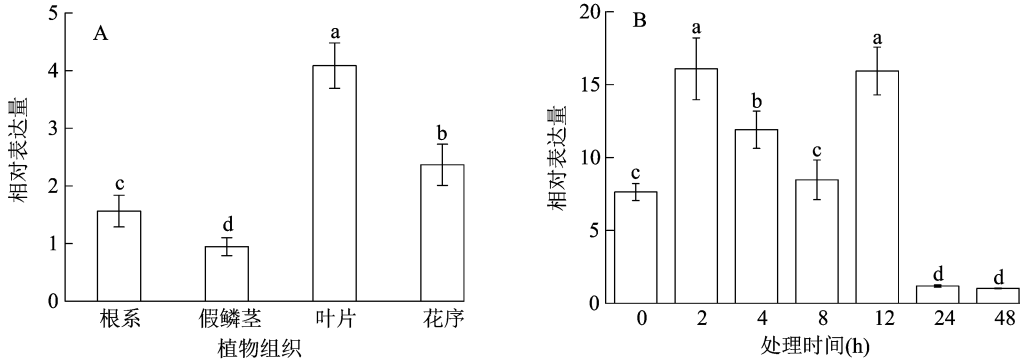 A
相对表达量
5
4
3
2
1
0
a
b
c
d
根系 假鳞茎 叶片 花序
植物组织
B
相对表达量
20
15
10
5
0
a a
b
c c
d d
0 2 4 8 12 24 48
处理时间(h)